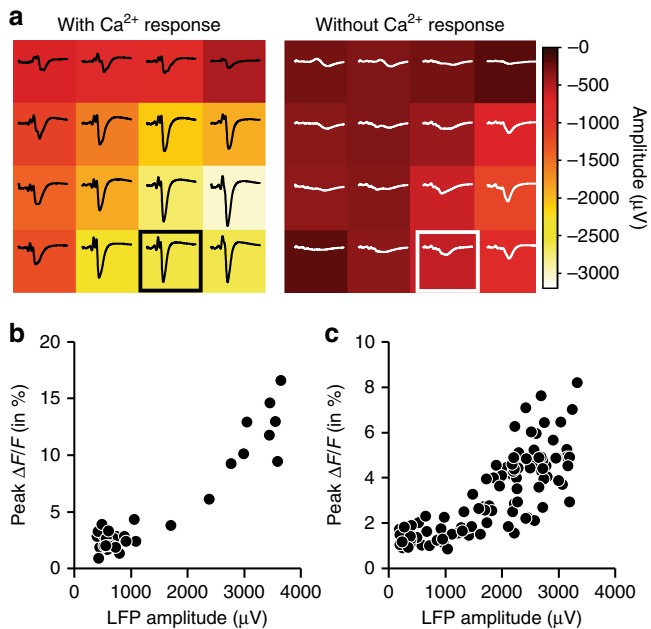 a
With Ca2+ response
Without Ca2+ response
–0
–500
–1000
–1500
–2000
–2500
–3000
Amplitude (μV)
b
Peak ΔF/F (in %)
20
15
10
5
0
0 1000 2000 3000 4000
LFP amplitude (μV)
c
Peak ΔF/F (in %)
10
8
6
4
2
0
0 1000 2000 3000 4000
LFP amplitude (μV)